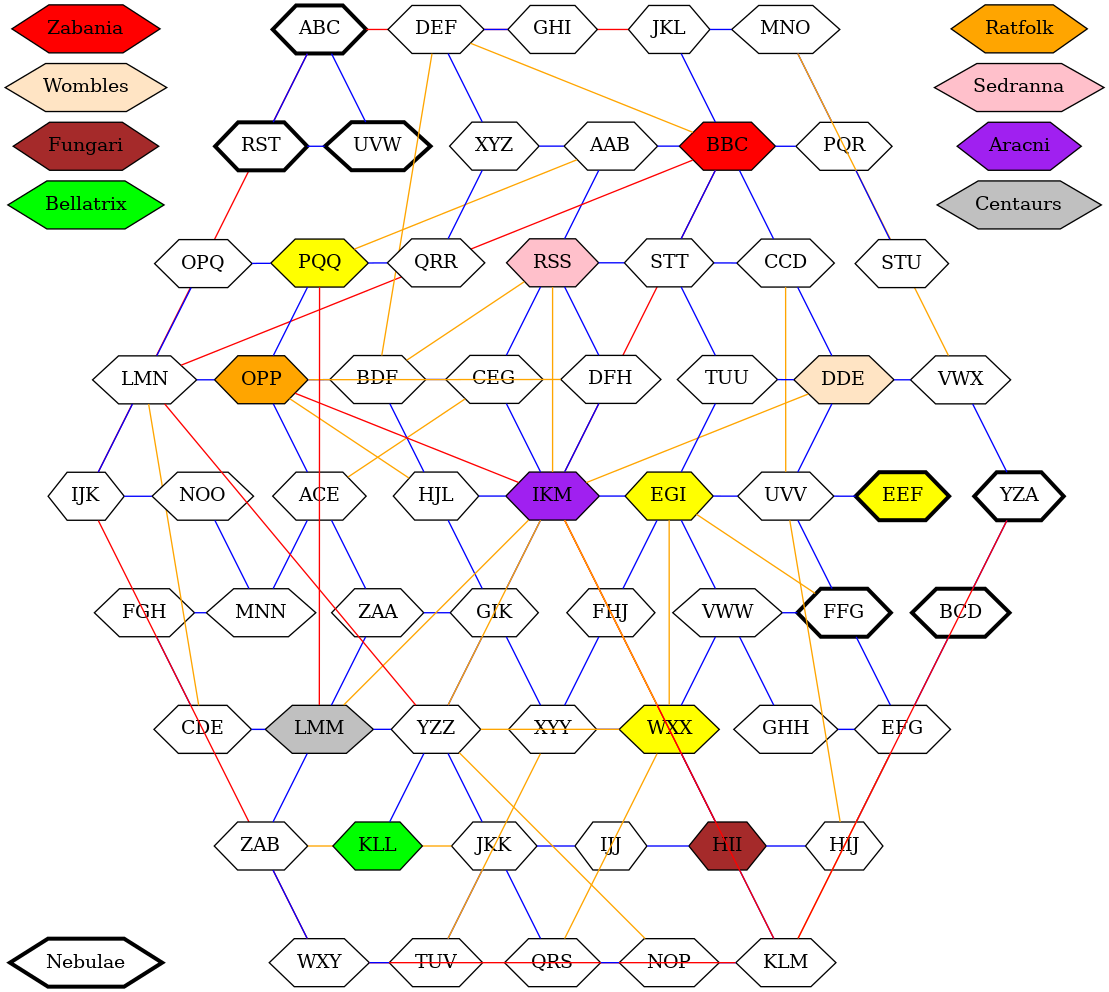 Zabania ABC DEF GHI JKL MNO Ratfolk
Wombles Sedranna
Fungari RST UVW XYZ AAB BBC PQR Aracni
Bellatrix Centaurs
OPQ PQQ QRR RSS STT CCD STU
LMN OPP BDF CEG DFH TUU DDE VWX
IJK NOO ACE HJL IKM EGI UVV EEF YZA
FGH MNN ZAA GIK FHJ VWW FFG BCD
CDE LMM YZZ XYY WXX GHH EFG
ZAB KLL JKK IJJ HII HIJ
Nebulae WXY TUV QRS NOP KLM